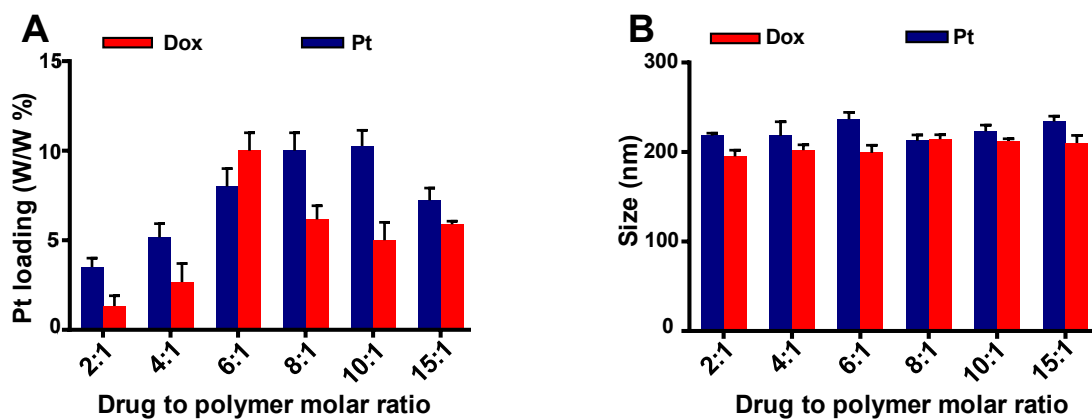 A
Dox
Pt
Pt loading (W/W %)
15
10
5
0
2:1
4:1
6:1
8:1
10:1
15:1
Drug to polymer molar ratio
B
Dox
Pt
Size (nm)
300
200
100
0
2:1
4:1
6:1
8:1
10:1
15:1
Drug to polymer molar ratio